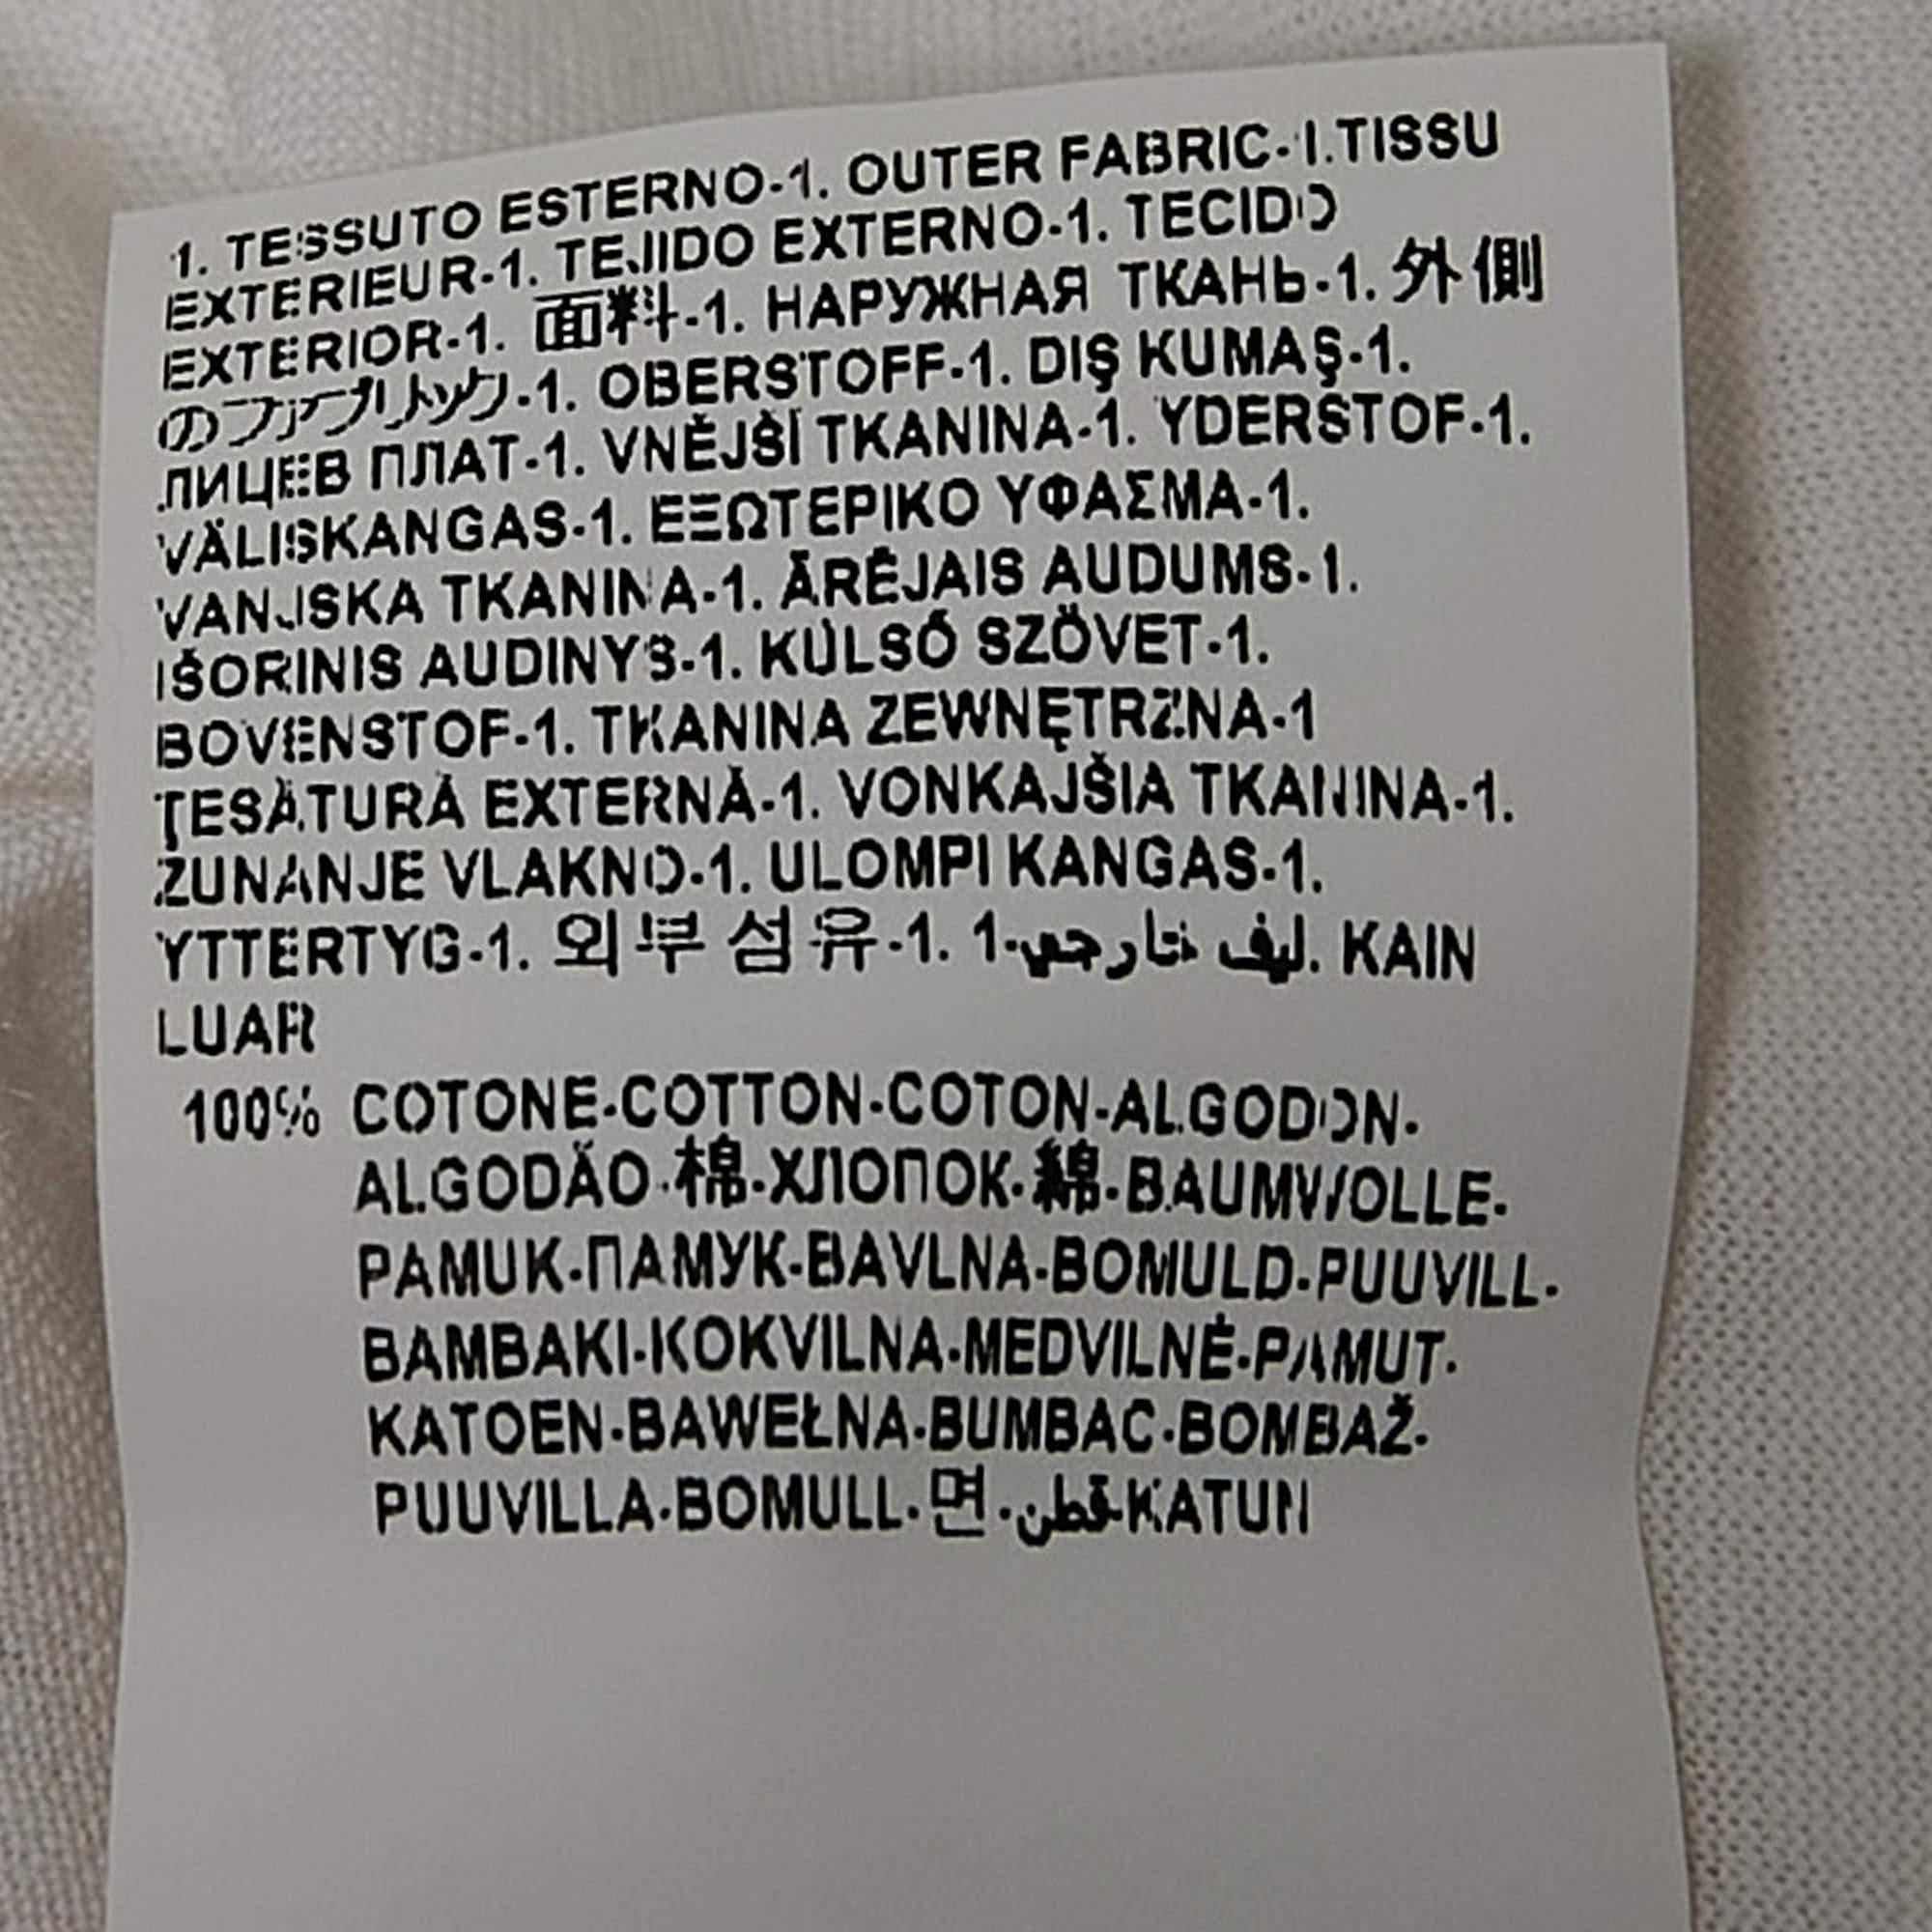 1. TESSUTO ESTERNO-1. OUTER FABRIC-1.TISSU
EXTERIEUR-1. TEJIDO EXTERNO-1. TECIDO
EXTERIOR-1. 面料-1. НАРУЖНАЯ ТКАНЬ-1. 外側
のファブリック-1. OBERSTOFF-1. DIŞ KUMAŞ-1.
ЛИЦЕВ ПЛАТ-1. VNĚJŠÍ TKANINA-1. YDERSTOF-1.
VÄLISKANGAS-1. ΕΞΩΤΕΡΙΚΟ ΥΦΑΣΜΑ-1.
VANJSKA TKANINA-1. ĀRĒJAIS AUDUMS-1.
IŠORINIS AUDINYS-1. KÜLSŐ SZÖVET-1.
BOVENSTOF-1. TKANINA ZEWNĘTRZNA-1
ŢESĂTURĂ EXTERNĂ-1. VONKAJŠIA TKANINA-1.
ZUNANJE VLAKNO-1. ULOMPI KANGAS-1.
YTTERTYG-1. 외부 섬유-1. 1-ليف خارجي. KAIN
LUAR
100% COTONE-COTTON-COTON-ALGODON-
ALGODÃO-棉-ХЛОПОК-綿-BAUMWOLLE-
PAMUK-ПАМУК-BAVLNA-BOMULD-PUUVILL-
BAMBAKI-KOKVILNA-MEDVILNĖ-PAMUT-
KATOEN-BAWEŁNA-BUMBAC-BOMBAŽ-
PUUVILLA-BOMULL-면-قطن-KATUN